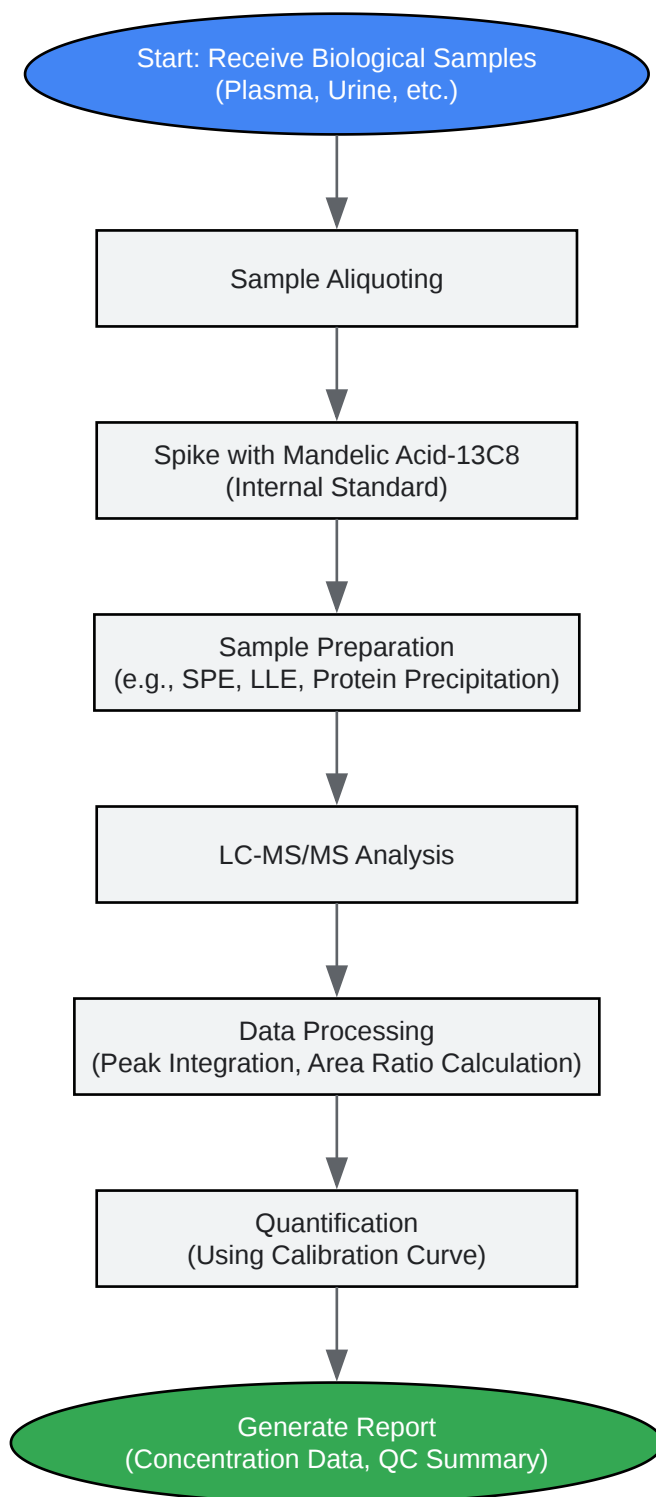 Start: Receive Biological Samples
(Plasma, Urine, etc.)
Sample Aliquoting
Spike with Mandelic Acid-13C8
(Internal Standard)
Sample Preparation
(e.g., SPE, LLE, Protein Precipitation)
LC-MS/MS Analysis
Data Processing
(Peak Integration, Area Ratio Calculation)
Quantification
(Using Calibration Curve)
Generate Report
(Concentration Data, QC Summary)